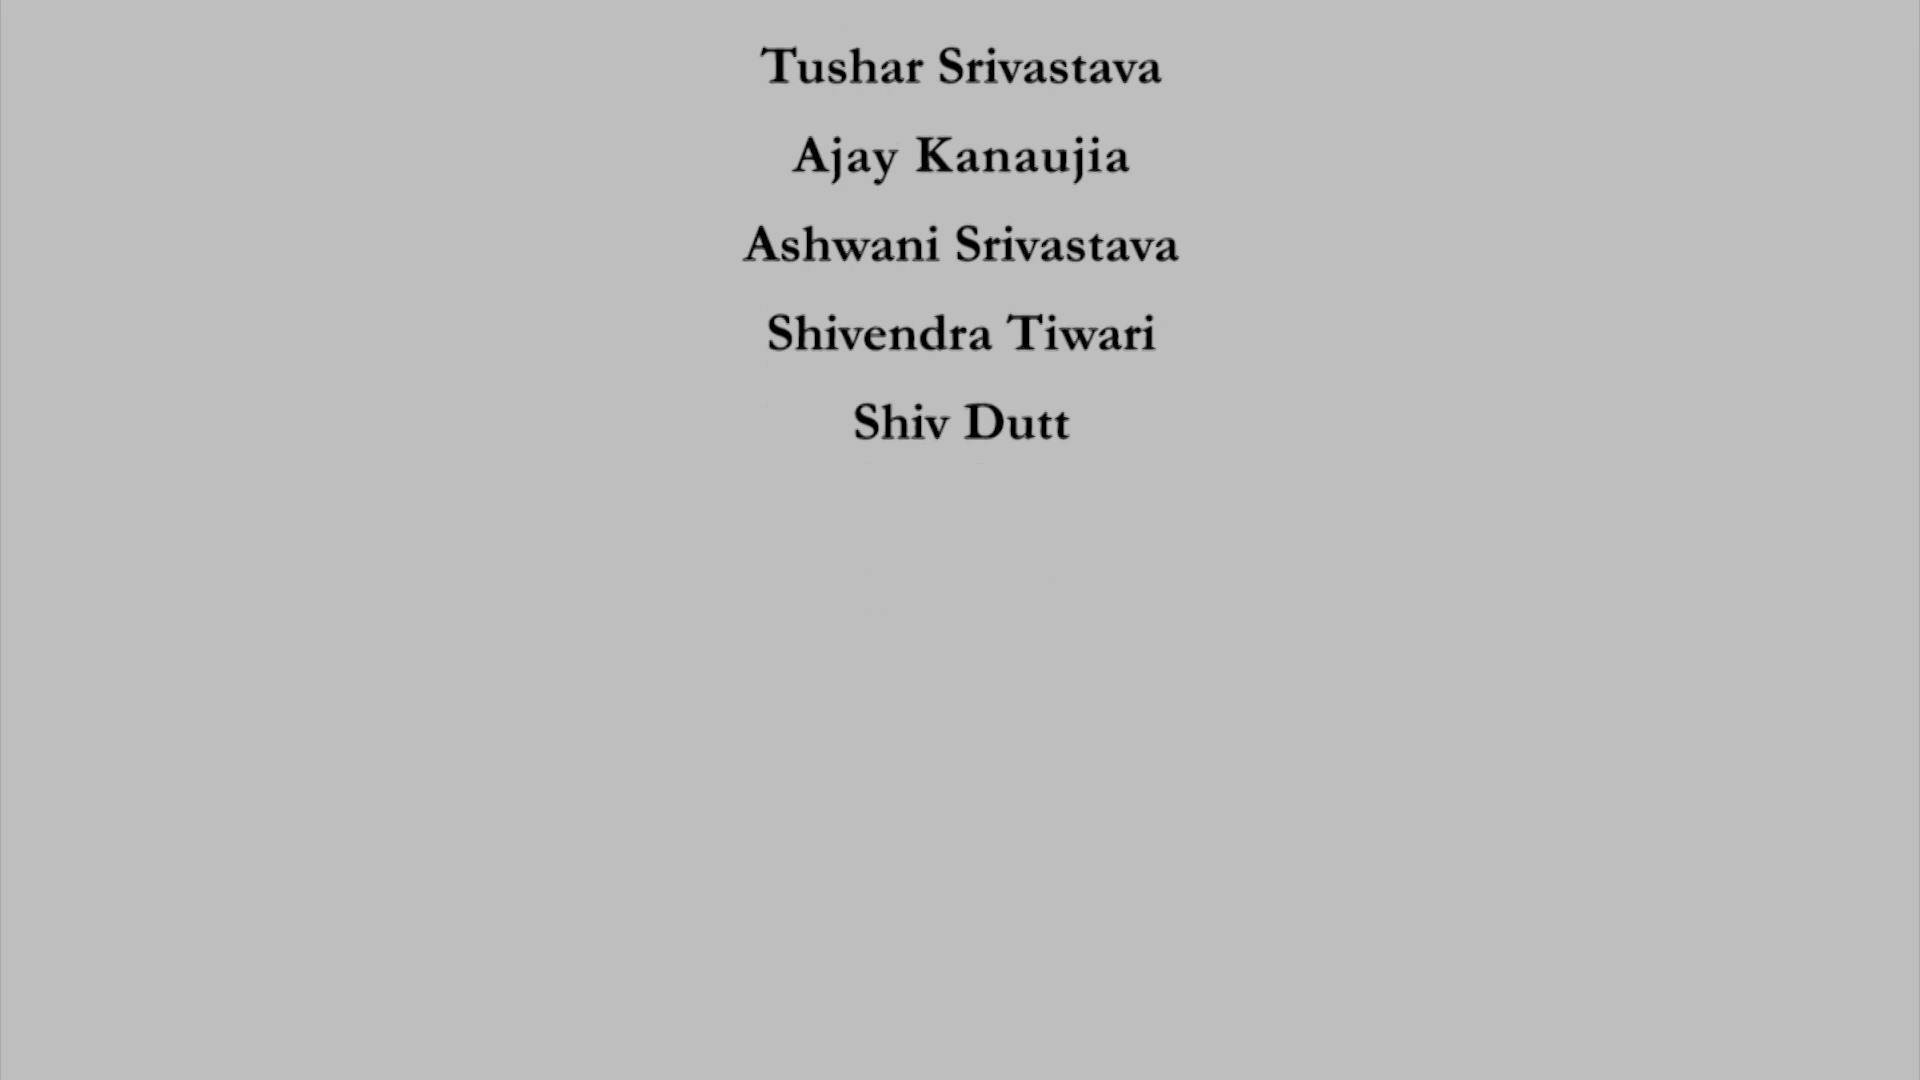 Tushar Srivastava
Ajay Kanaujia
Ashwani Srivastava
Shivendra Tiwari
Shiv Dutt